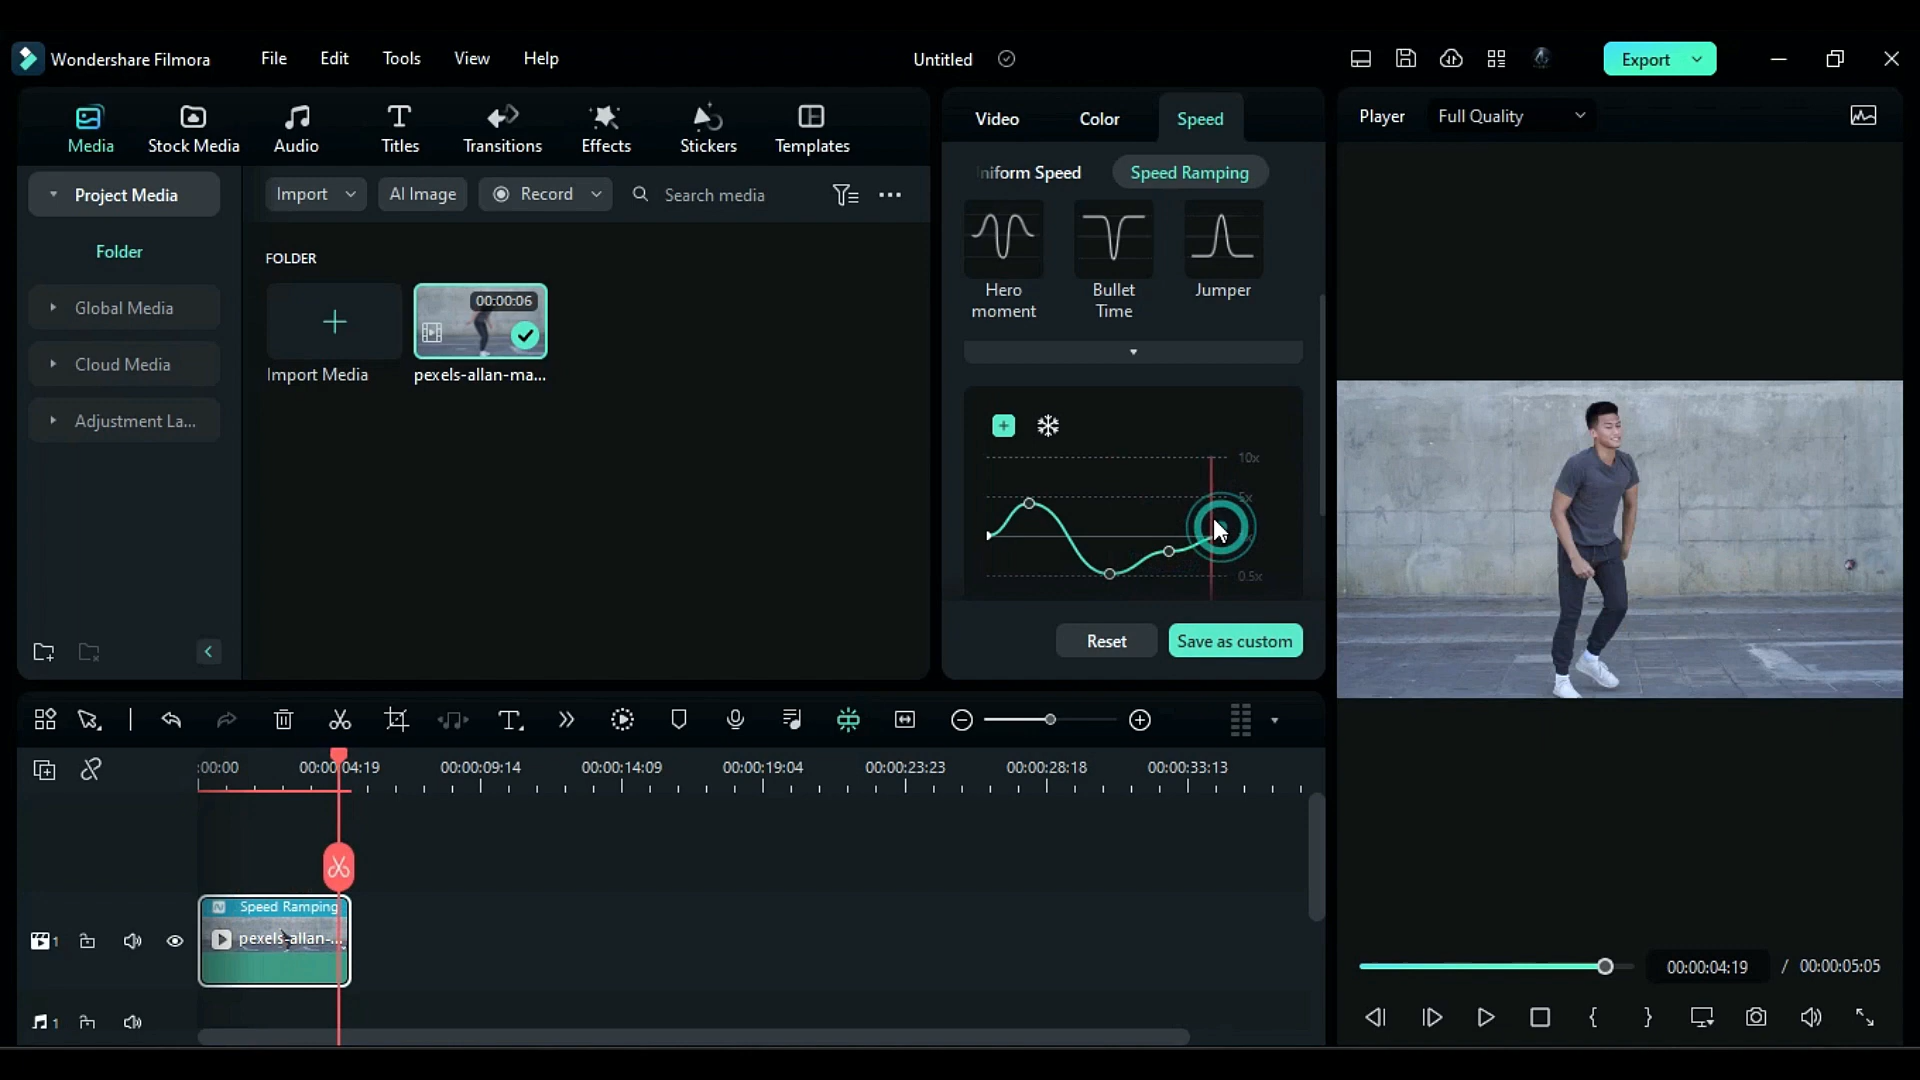 Wondershare Filmora
File Edit Tools View Help
Untitled
Export
Media
Stock Media
Audio
Titles
Transitions
Effects
Stickers
Templates
Video
Color
Speed
Player
Full Quality
Project Media
Import
AI Image
Record
Search media
Folder
Global Media
Cloud Media
Adjustment La...
FOLDER
00:00:06
Import Media
pexels-allan-ma...
niform Speed
Speed Ramping
Hero
moment
Bullet
Time
Jumper
10x
5x
x
0.5x
Reset
Save as custom
:00:00
00:00:04:19
00:00:09:14
00:00:14:09
00:00:19:04
00:00:23:23
00:00:28:18
00:00:33:13
Speed Ramping
pexels-allan-...
1
1
00:00:04:19 / 00:00:05:05